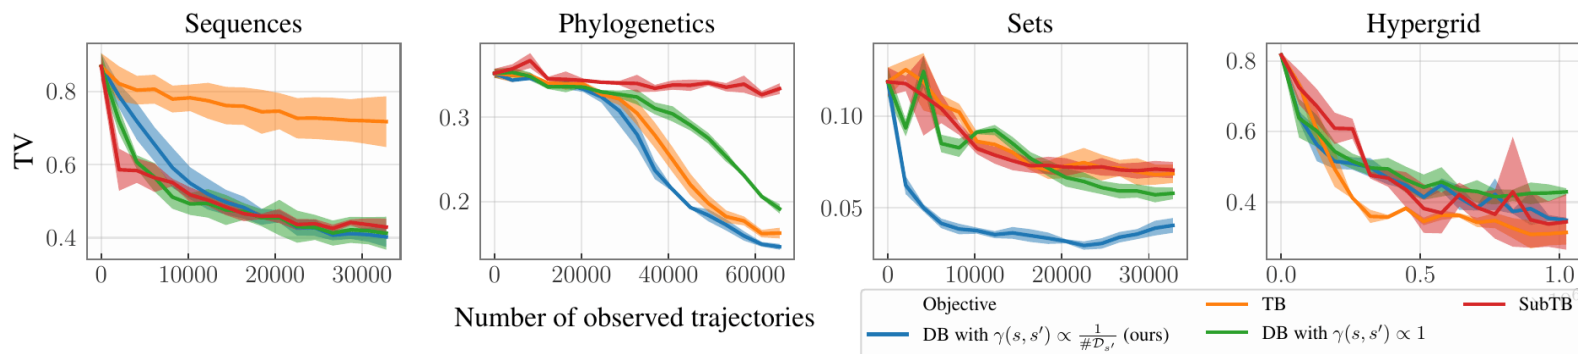 Sequences
Phylogenetics
Sets
Hypergrid
TV
0.8
0.6
0.4
0
10000
20000
30000
0.3
0.2
0
20000
40000
60000
0.10
0.05
0
10000
20000
30000
0.8
0.6
0.4
0.0
0.5
1.0
Number of observed trajectories
Objective
TB
SubTB
DB with γ(s, s′) ∝ 1/#𝒟ₛ′ (ours)
DB with γ(s, s′) ∝ 1